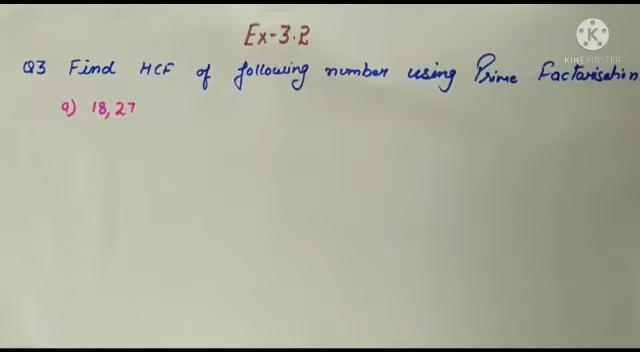 Ex-3.2
K
KINEMASTER
Q3 Find HCF of following number using Prime Factorisation
a) 18, 27